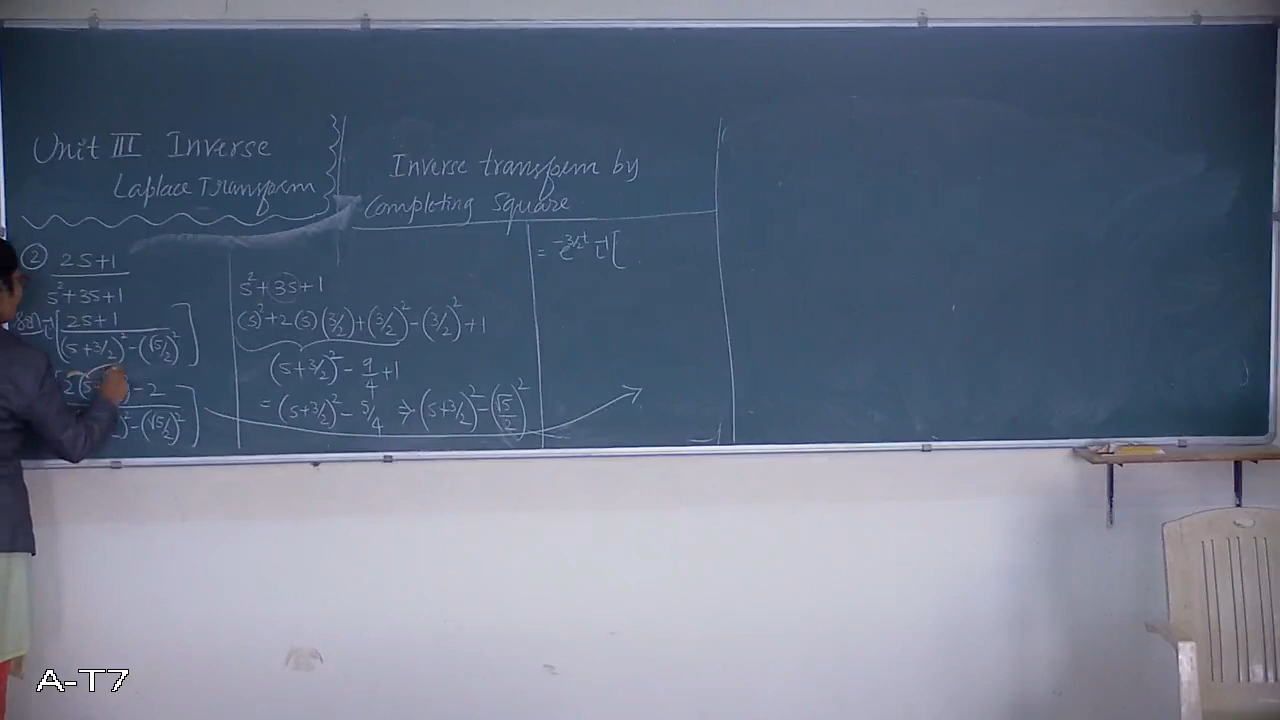 Unit III Inverse
Laplace Transform
Inverse transform by
completing Square
② 2s+1
s²+3s+1
L⁻¹[2s+1
(s+3/2)²-(√5/2)²]
2(s
-2
)²-(√5/2)²]
s²+3s+1
(s)²+2(s)(3/2)+(3/2)²-(3/2)²+1
(s+3/2)²-9/4+1
=(s+3/2)²-5/4⇒(s+3/2)²-(√5/2)²
=e^{-3/2t} L⁻¹[
A-T7